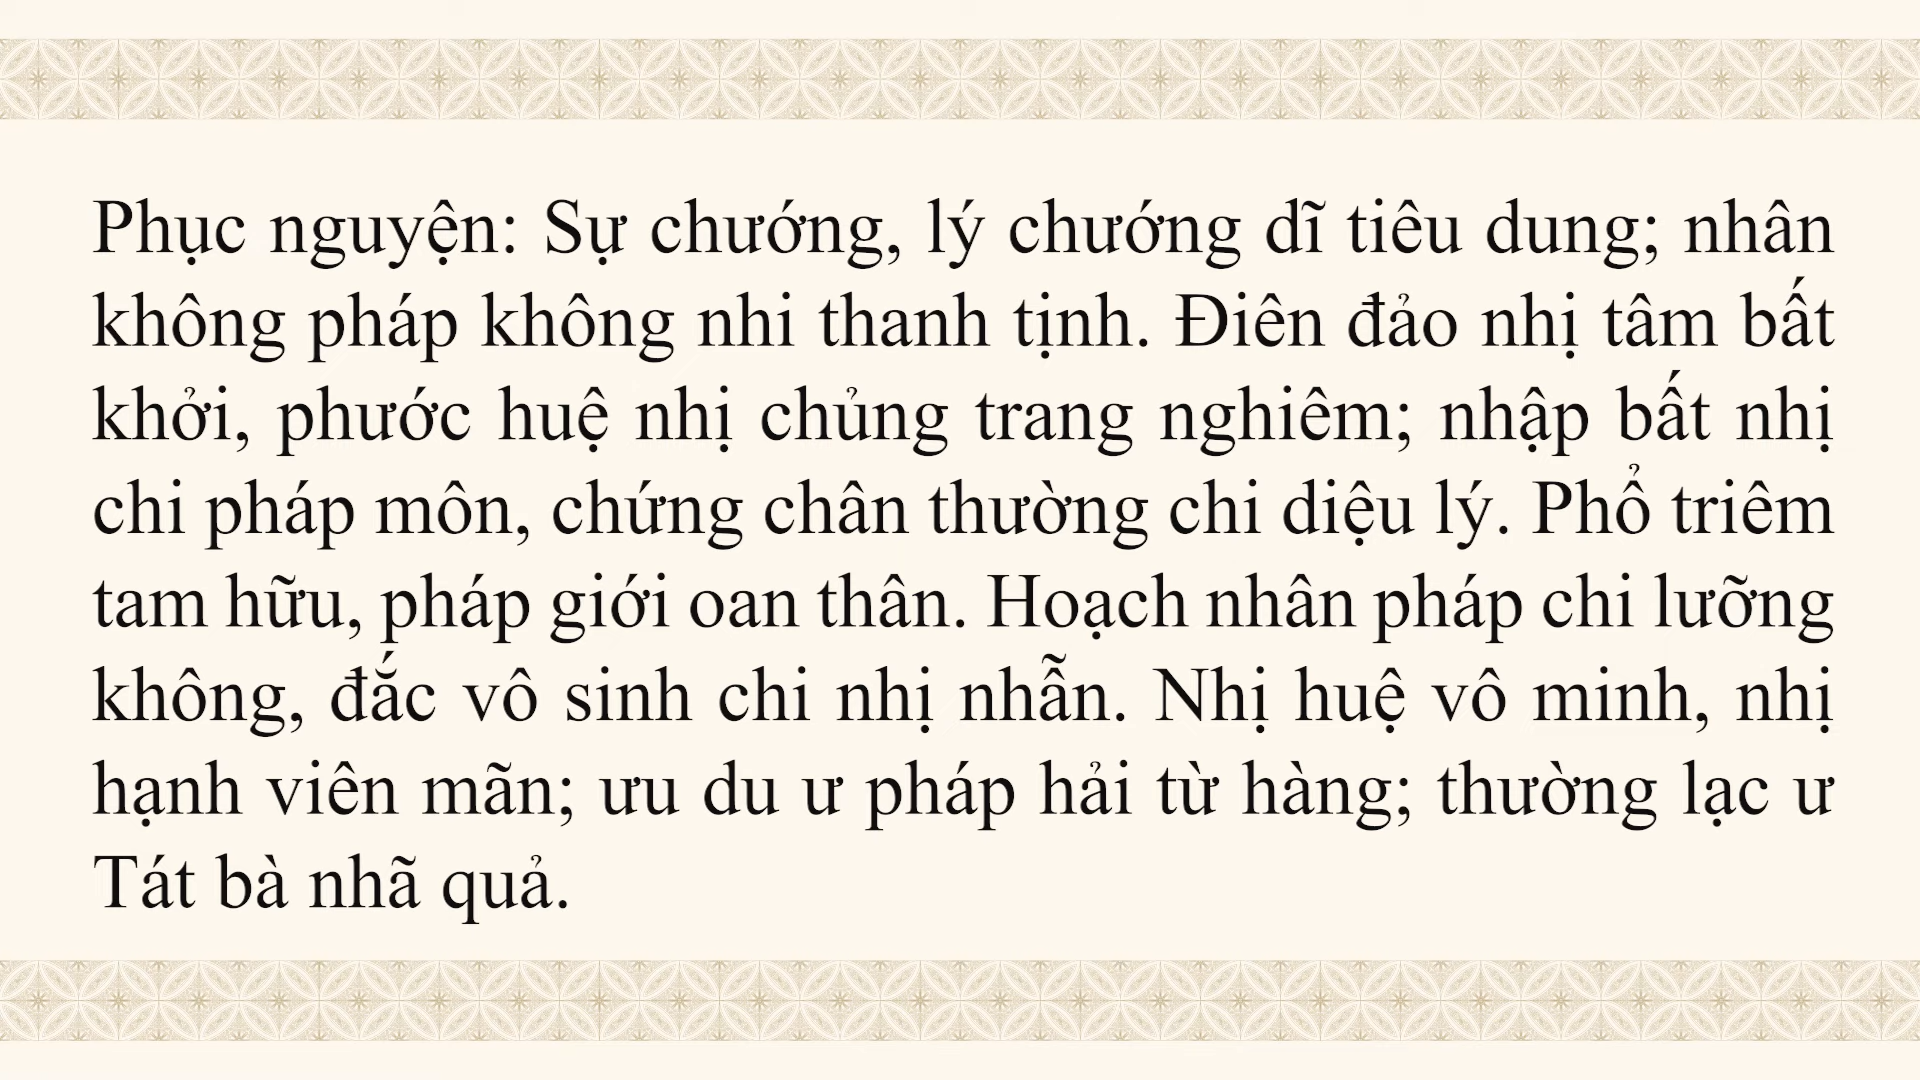 Phục nguyện: Sự chướng, lý chướng dĩ tiêu dung; nhân
không pháp không nhi thanh tịnh. Điên đảo nhị tâm bất
khởi, phước huệ nhị chủng trang nghiêm; nhập bất nhị
chi pháp môn, chứng chân thường chi diệu lý. Phổ triêm
tam hữu, pháp giới oan thân. Hoạch nhân pháp chi lưỡng
không, đắc vô sinh chi nhị nhẫn. Nhị huệ vô minh, nhị
hạnh viên mãn; ưu du ư pháp hải từ hàng; thường lạc ư
Tát bà nhã quả.